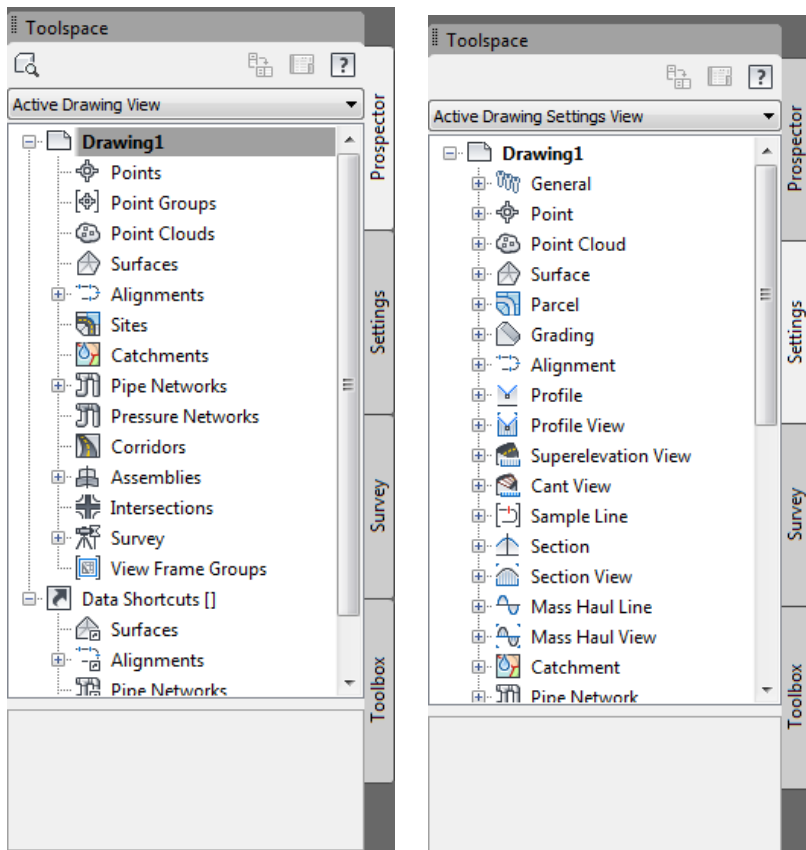 Toolspace
?
Active Drawing View
Drawing1
Points
Point Groups
Point Clouds
Surfaces
Alignments
Sites
Catchments
Pipe Networks
Pressure Networks
Corridors
Assemblies
Intersections
Survey
View Frame Groups
Data Shortcuts []
Surfaces
Alignments
Pipe Networks
Prospector
Settings
Survey
Toolbox
Toolspace
?
Active Drawing Settings View
Drawing1
General
Point
Point Cloud
Surface
Parcel
Grading
Alignment
Profile
Profile View
Superelevation View
Cant View
Sample Line
Section
Section View
Mass Haul Line
Mass Haul View
Catchment
Pipe Network
Prospector
Settings
Survey
Toolbox